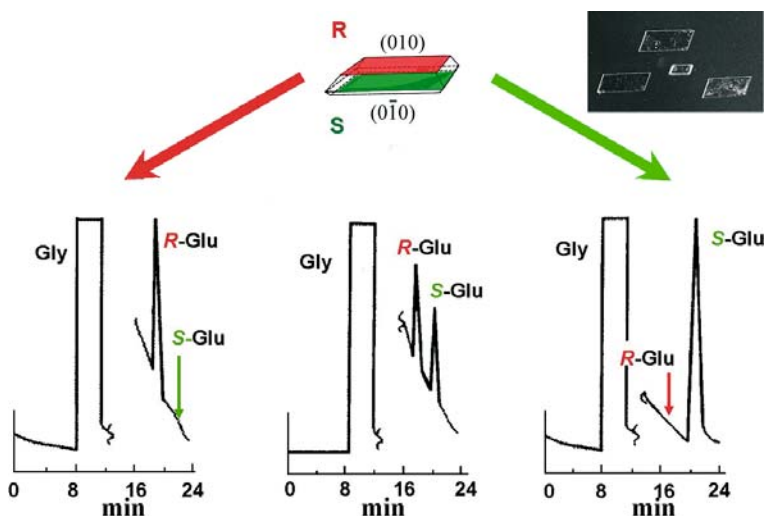 R
(010)
(01̄0)
S
Gly
R-Glu
S-Glu
0 8 16 24
min
Gly
R-Glu
S-Glu
0 8 16 24
min
Gly
S-Glu
R-Glu
0 8 16 24
min